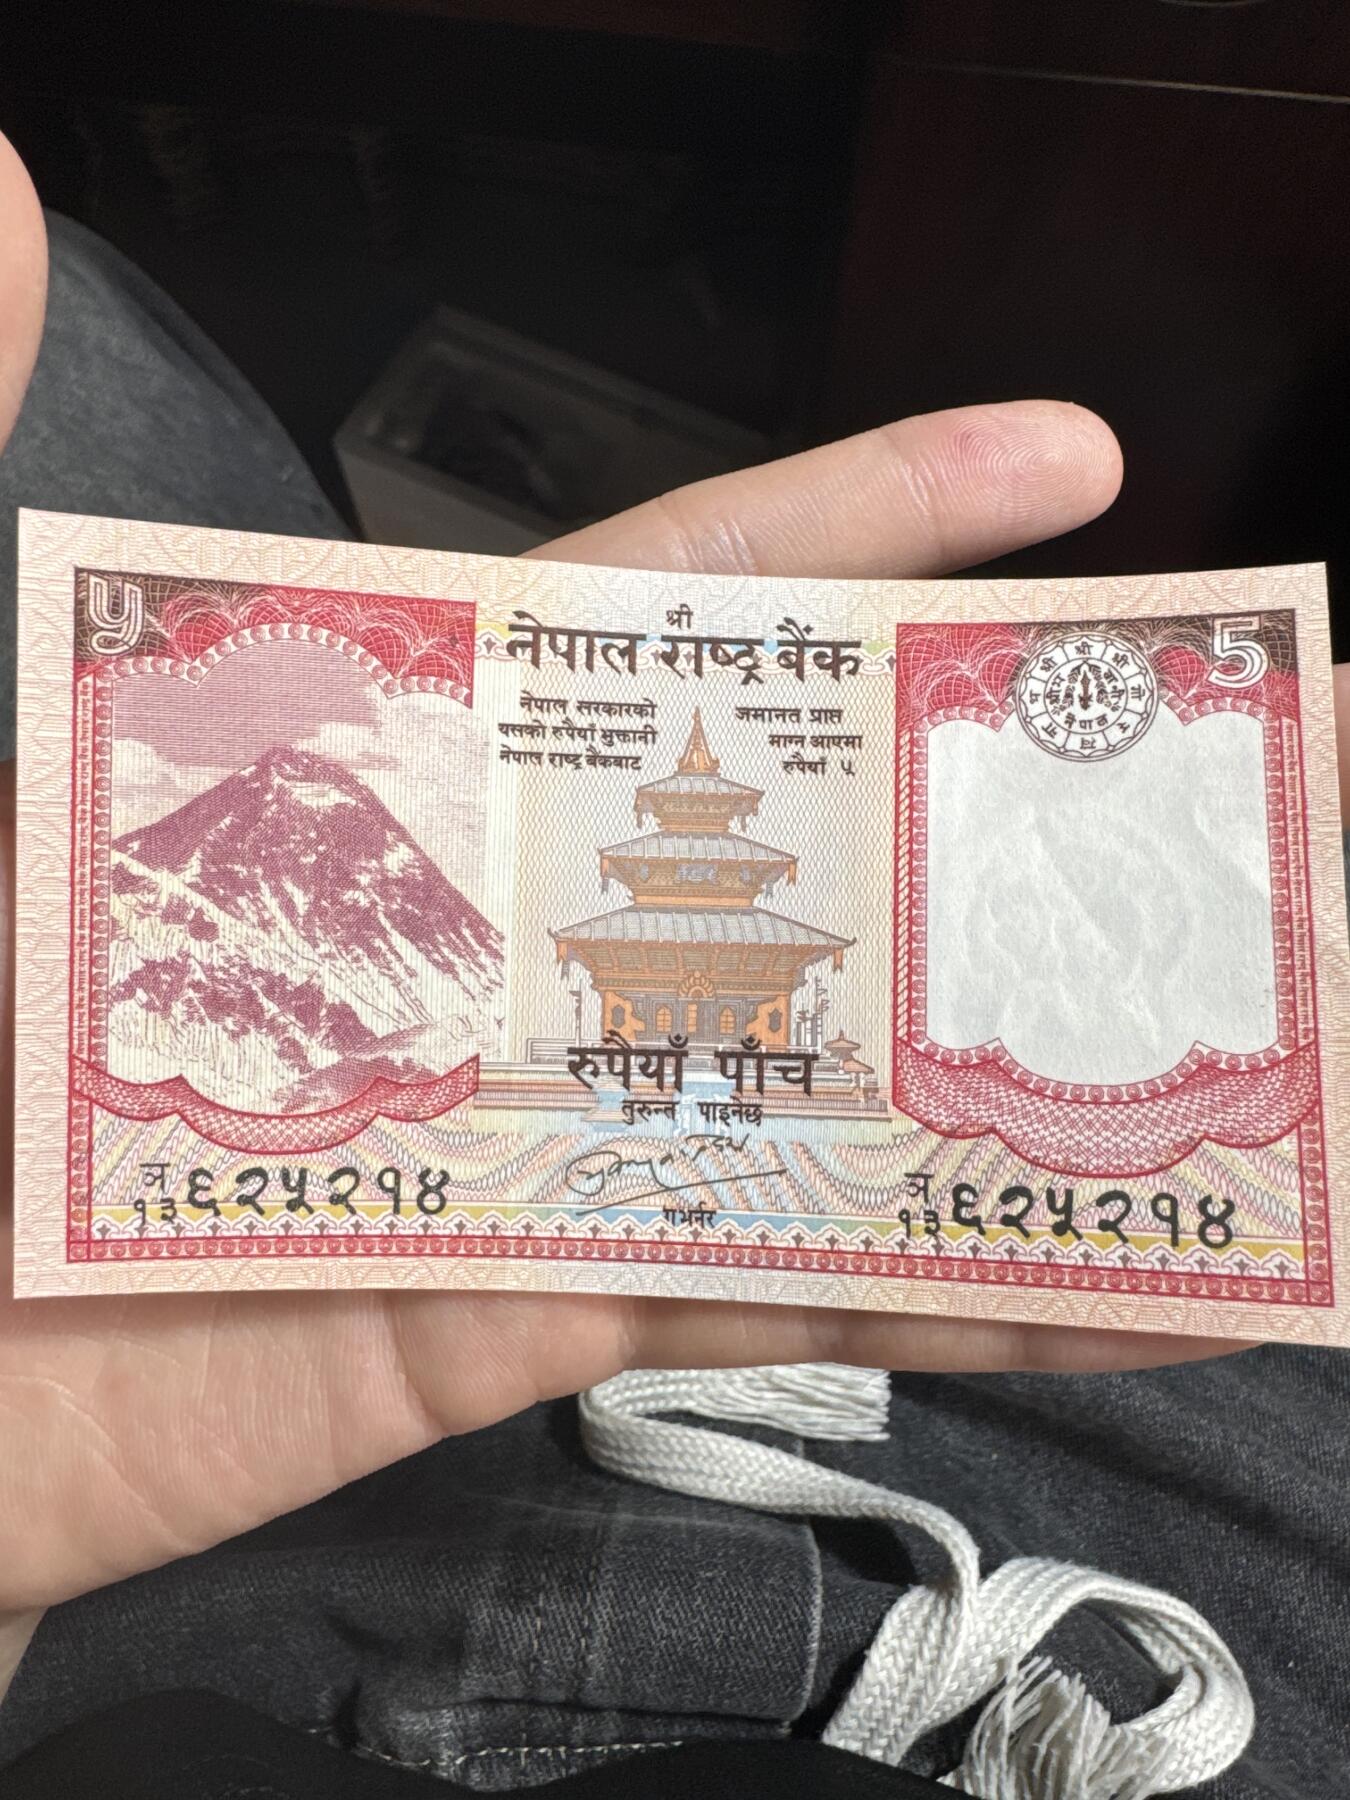 ५
5
श्री
नेपाल राष्ट्र बैंक
नेपाल सरकारको जमानत प्राप्त
यसको रुपैयाँ भुक्तानी माग्न आएमा
नेपाल राष्ट्र बैंकबाट रुपैयाँ ५
रुपैयाँ पाँच
तुरुन्त पाइनेछ
गभर्नर
१३ ६२५२१४
१३ ६२५२१४